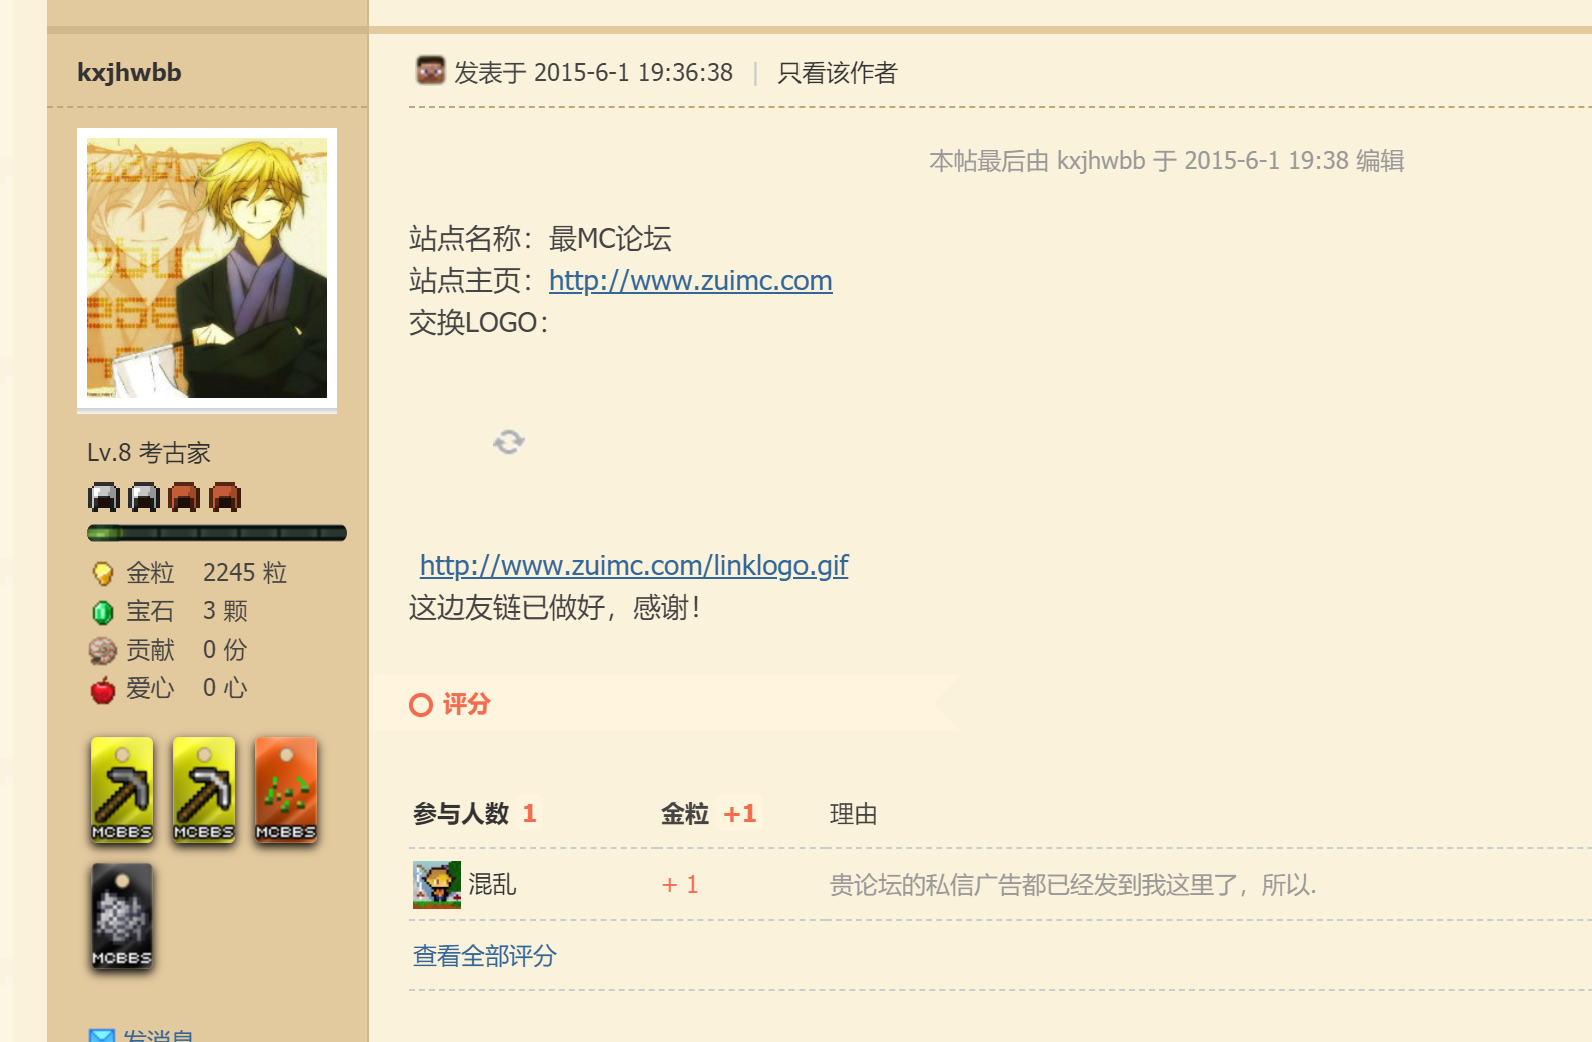 kxjhwbb
发表于 2015-6-1 19:36:38 | 只看该作者
本帖最后由 kxjhwbb 于 2015-6-1 19:38 编辑
站点名称：最MC论坛
站点主页：http://www.zuimc.com
交换LOGO：
http://www.zuimc.com/linklogo.gif
这边友链已做好，感谢！
Lv.8 考古家
金粒 2245 粒
宝石 3 颗
贡献 0 份
爱心 0 心
MCBBS MCBBS MCBBS
MCBBS
发消息
评分
参与人数 1 金粒 +1 理由
混乱 + 1 贵论坛的私信广告都已经发到我这里了，所以.
查看全部评分